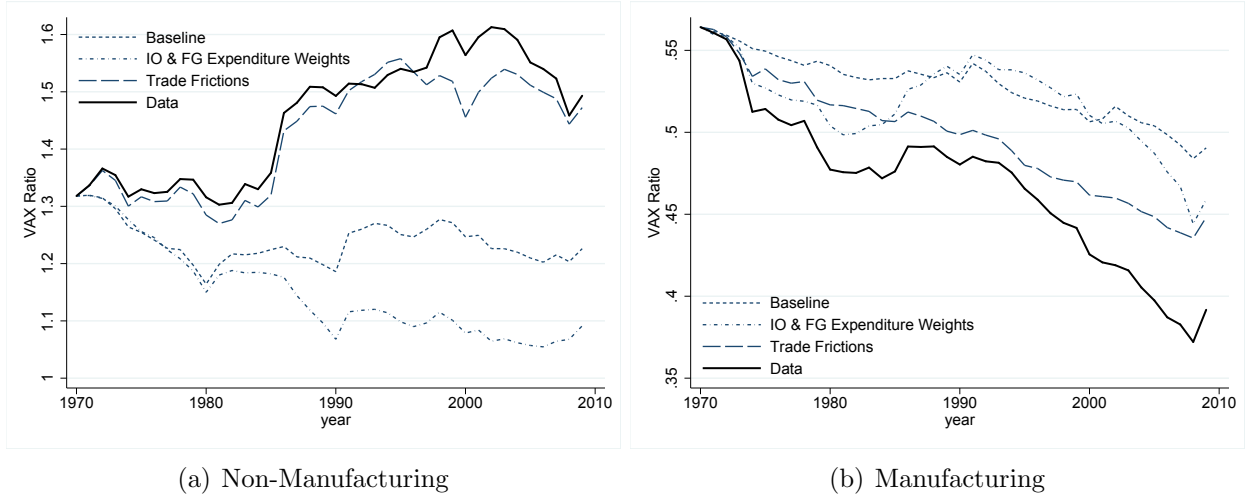 VAX Ratio
1.6
1.5
1.4
1.3
1.2
1.1
1
Baseline
IO & FG Expenditure Weights
Trade Frictions
Data
1970 1980 1990 2000 2010
year
(a) Non-Manufacturing
VAX Ratio
.55
.5
.45
.4
.35
Baseline
IO & FG Expenditure Weights
Trade Frictions
Data
1970 1980 1990 2000 2010
year
(b) Manufacturing